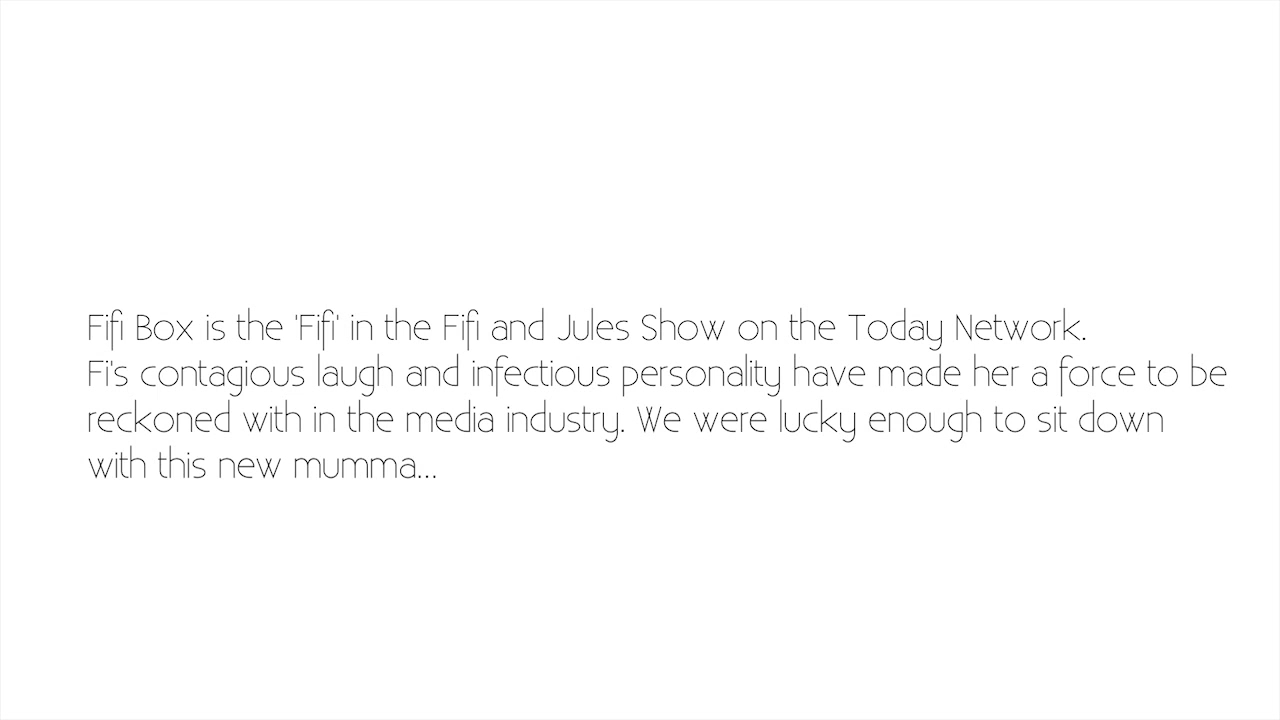 Fifi Box is the 'Fifi' in the Fifi and Jules Show on the Today Network.
Fi's contagious laugh and infectious personality have made her a force to be
reckoned with in the media industry. We were lucky enough to sit down
with this new mumma...